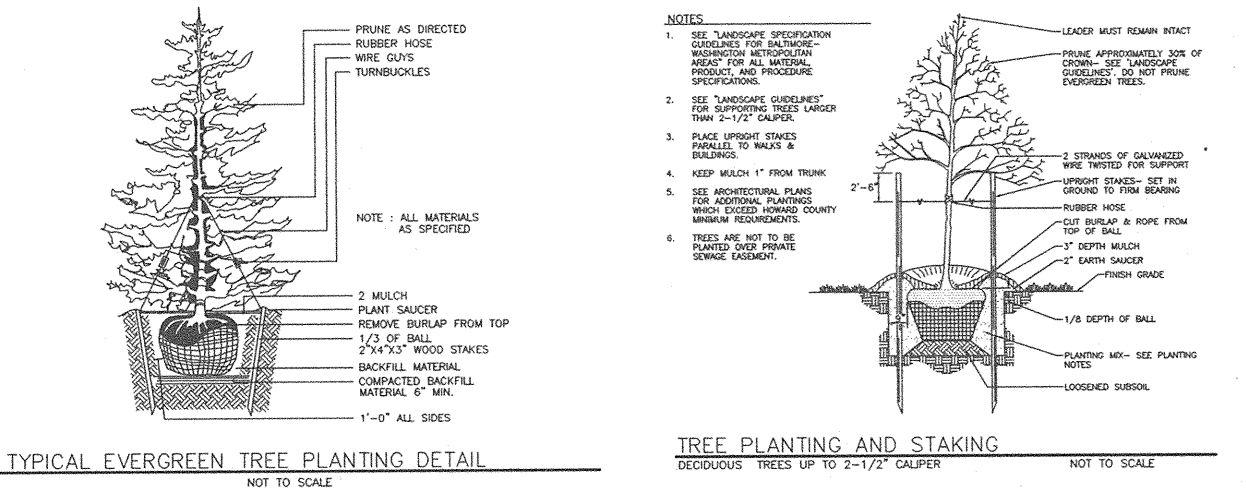 PRUNE AS DIRECTED
RUBBER HOSE
WIRE GUYS
TURNBUCKLES
NOTE : ALL MATERIALS
AS SPECIFIED
2 MULCH
PLANT SAUCER
REMOVE BURLAP FROM TOP
1/3 OF BALL
2"X4"X3" WOOD STAKES
BACKFILL MATERIAL
COMPACTED BACKFILL
MATERIAL 6" MIN.
1'-0" ALL SIDES
TYPICAL EVERGREEN TREE PLANTING DETAIL
NOT TO SCALE
NOTES
1. SEE "LANDSCAPE SPECIFICATION
GUIDELINES FOR BALTIMORE-
WASHINGTON METROPOLITAN
AREAS" FOR ALL MATERIAL,
PRODUCT, AND PROCEDURE
SPECIFICATIONS.
2. SEE "LANDSCAPE GUIDELINES"
FOR SUPPORTING TREES LARGER
THAN 2-1/2" CALIPER.
3. PLACE UPRIGHT STAKES
PARALLEL TO WALKS &
BUILDINGS.
4. KEEP MULCH 1" FROM TRUNK
5. SEE ARCHITECTURAL PLANS
FOR ADDITIONAL PLANTINGS
WHICH EXCEED HOWARD COUNTY
MINIMUM REQUIREMENTS.
6. TREES ARE NOT TO BE
PLANTED OVER PRIVATE
SEWAGE EASEMENT.
LEADER MUST REMAIN INTACT
PRUNE APPROXIMATELY 30% OF
CROWN- SEE 'LANDSCAPE
GUIDELINES'. DO NOT PRUNE
EVERGREEN TREES.
2 STRANDS OF GALVANIZED
WIRE TWISTED FOR SUPPORT
2'-6"
UPRIGHT STAKES- SET IN
GROUND TO FIRM BEARING
RUBBER HOSE
CUT BURLAP & ROPE FROM
TOP OF BALL
3" DEPTH MULCH
2" EARTH SAUCER
FINISH GRADE
1/8 DEPTH OF BALL
PLANTING MIX- SEE PLANTING
NOTES
LOOSENED SUBSOIL
TREE PLANTING AND STAKING
DECIDUOUS TREES UP TO 2-1/2" CALIPER
NOT TO SCALE